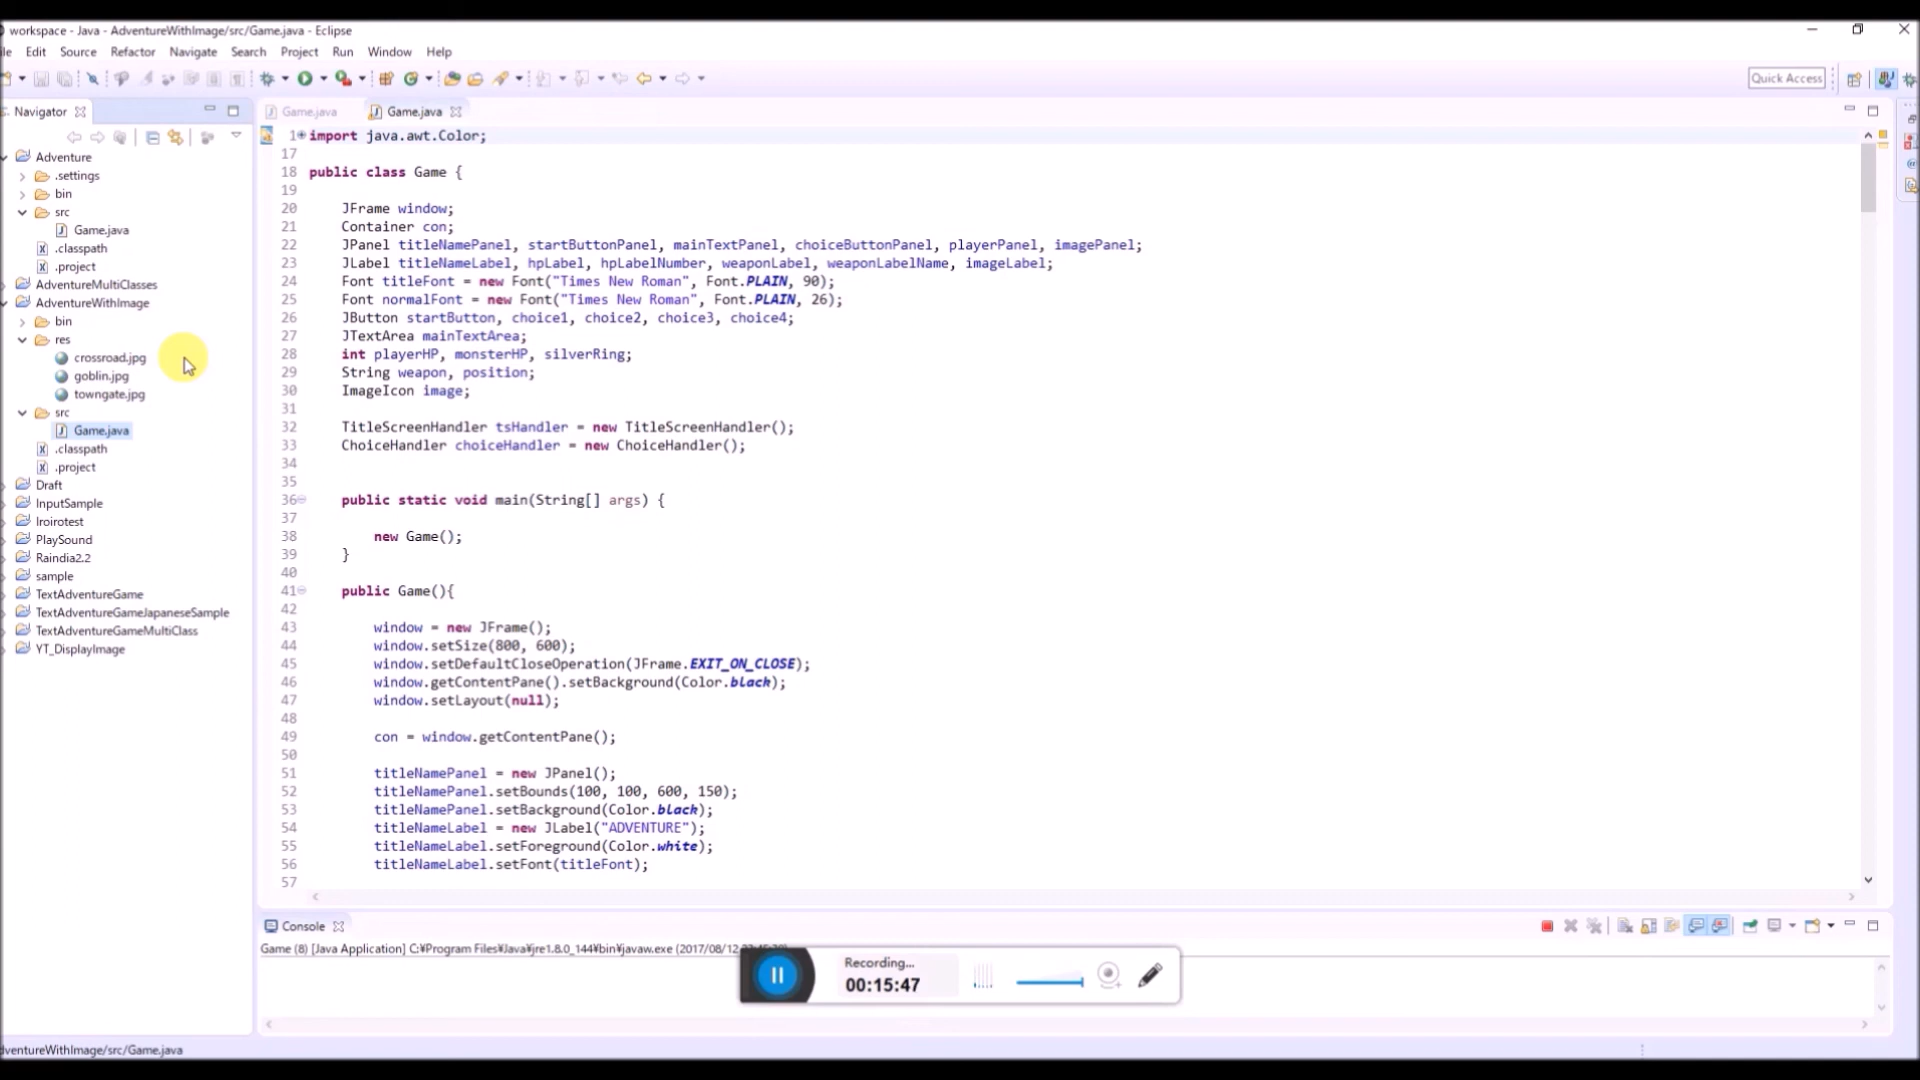 workspace - Java - AdventureWithImage/src/Game.java - Eclipse
le Edit Source Refactor Navigate Search Project Run Window Help
Quick Access
Navigator
Game.java
Game.java
Adventure
.settings
bin
src
Game.java
.classpath
.project
AdventureMultiClasses
AdventureWithImage
bin
res
crossroad.jpg
goblin.jpg
towngate.jpg
src
Game.java
.classpath
.project
Draft
InputSample
Iroirotest
PlaySound
Raindia2.2
sample
TextAdventureGame
TextAdventureGameJapaneseSample
TextAdventureGameMultiClass
YT_DisplayImage
1 import java.awt.Color;
17
18 public class Game {
19
20 JFrame window;
21 Container con;
22 JPanel titleNamePanel, startButtonPanel, mainTextPanel, choiceButtonPanel, playerPanel, imagePanel;
23 JLabel titleNameLabel, hpLabel, hpLabelNumber, weaponLabel, weaponLabelName, imageLabel;
24 Font titleFont = new Font("Times New Roman", Font.PLAIN, 90);
25 Font normalFont = new Font("Times New Roman", Font.PLAIN, 26);
26 JButton startButton, choice1, choice2, choice3, choice4;
27 JTextArea mainTextArea;
28 int playerHP, monsterHP, silverRing;
29 String weapon, position;
30 ImageIcon image;
31
32 TitleScreenHandler tsHandler = new TitleScreenHandler();
33 ChoiceHandler choiceHandler = new ChoiceHandler();
34
35
36 public static void main(String[] args) {
37
38 new Game();
39 }
40
41 public Game(){
42
43 window = new JFrame();
44 window.setSize(800, 600);
45 window.setDefaultCloseOperation(JFrame.EXIT_ON_CLOSE);
46 window.getContentPane().setBackground(Color.black);
47 window.setLayout(null);
48
49 con = window.getContentPane();
50
51 titleNamePanel = new JPanel();
52 titleNamePanel.setBounds(100, 100, 600, 150);
53 titleNamePanel.setBackground(Color.black);
54 titleNameLabel = new JLabel("ADVENTURE");
55 titleNameLabel.setForeground(Color.white);
56 titleNameLabel.setFont(titleFont);
57
Console
Game (8) [Java Application] C:¥Program Files¥Java¥jre1.8.0_144¥bin¥javaw.exe (2017/08/12
Recording...
00:15:47
dventureWithImage/src/Game.java